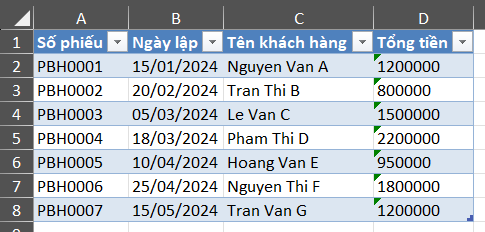 A B C D
1 Số phiếu Ngày lập Tên khách hàng Tổng tiền
2 PBH0001 15/01/2024 Nguyen Van A 1200000
3 PBH0002 20/02/2024 Tran Thi B 800000
4 PBH0003 05/03/2024 Le Van C 1500000
5 PBH0004 18/03/2024 Pham Thi D 2200000
6 PBH0005 10/04/2024 Hoang Van E 950000
7 PBH0006 25/04/2024 Nguyen Thi F 1800000
8 PBH0007 15/05/2024 Tran Van G 1200000